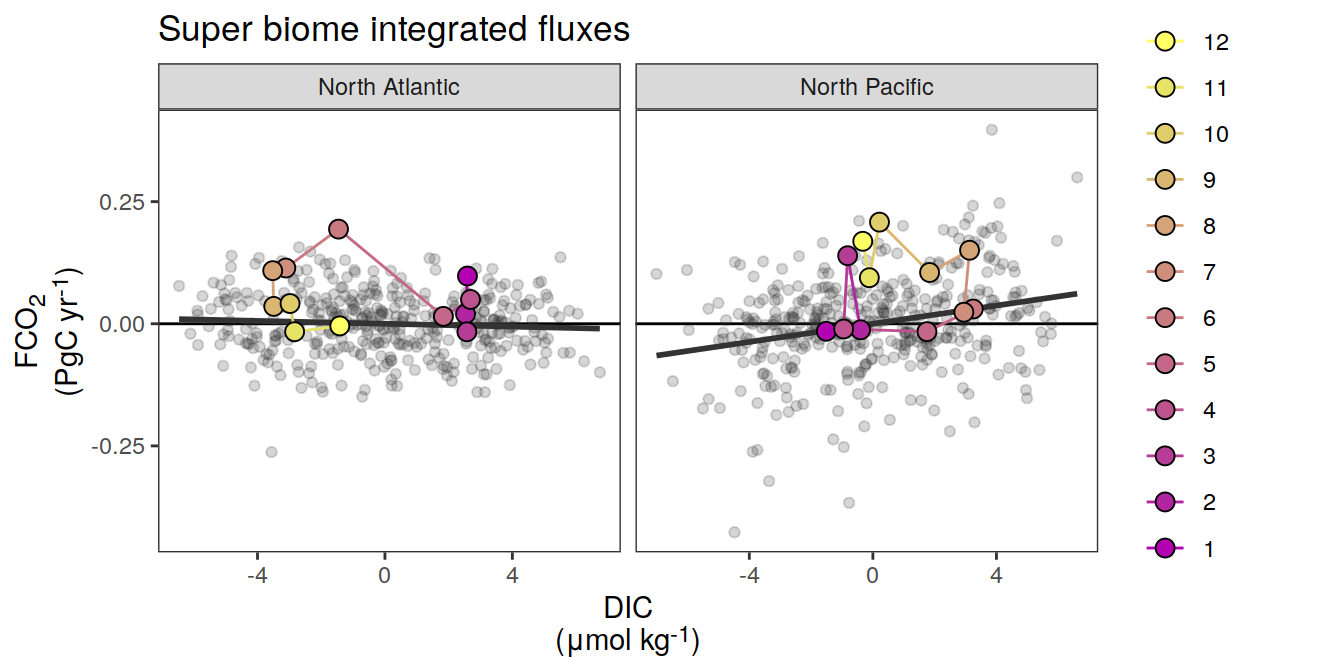 Super biome integrated fluxes
North Atlantic
North Pacific
FCO₂
(PgC yr⁻¹)
0.25
0.00
-0.25
-4 0 4
-4 0 4
DIC
(µmol kg⁻¹)
12
11
10
9
8
7
6
5
4
3
2
1